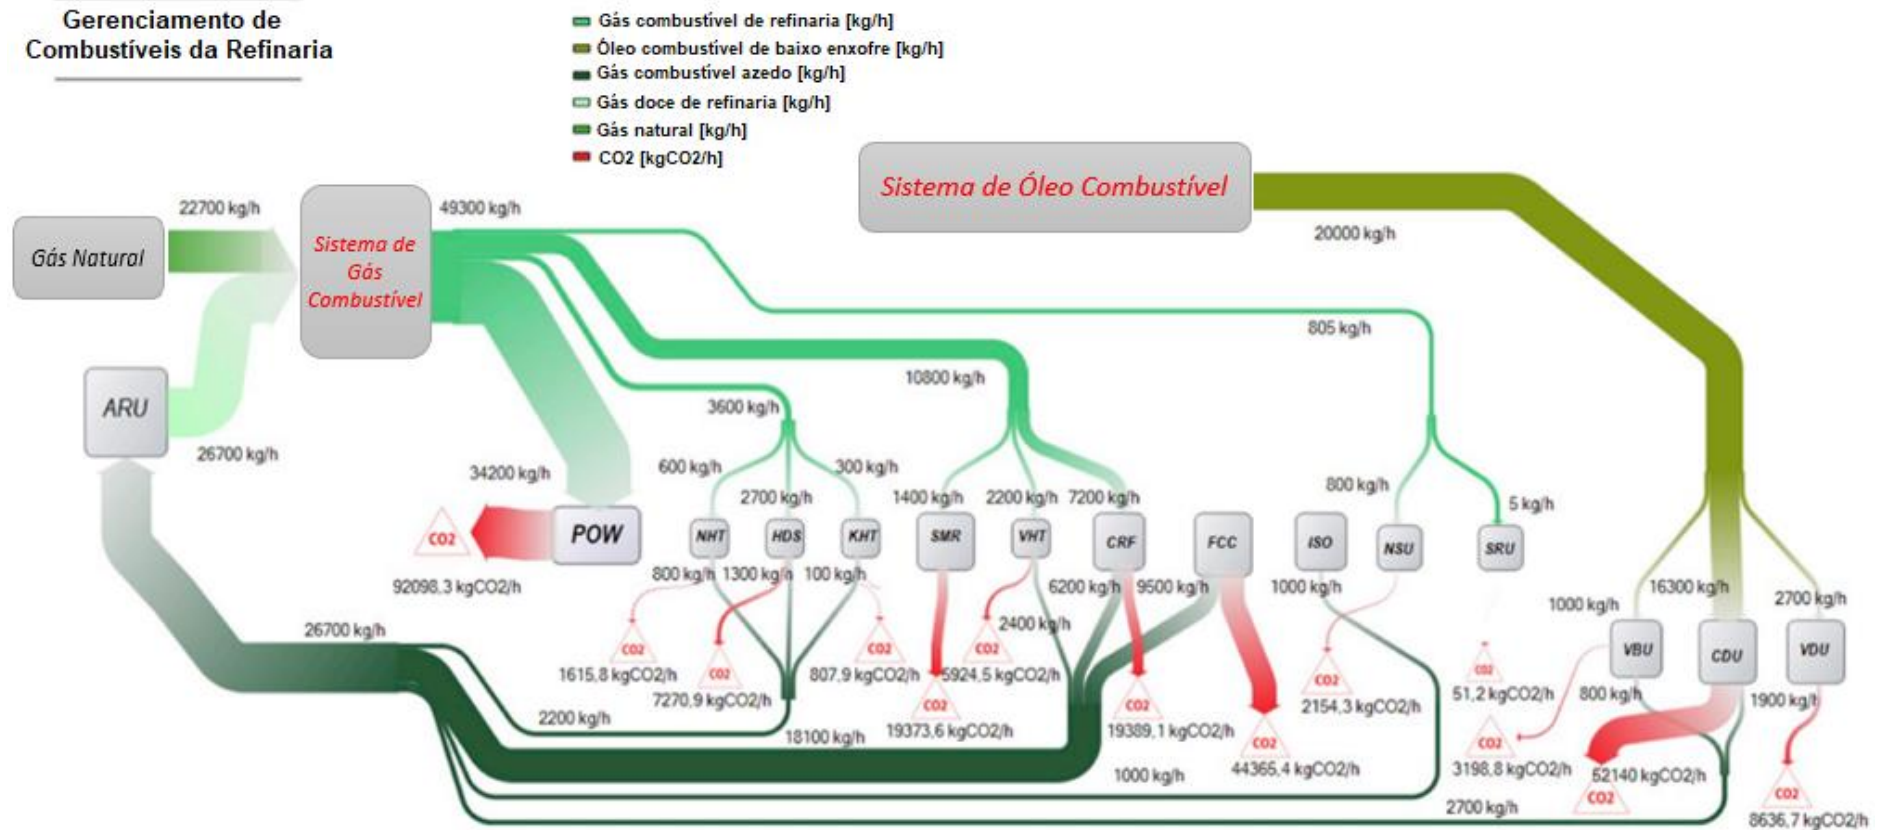 Gerenciamento de
Combustíveis da Refinaria
Gás combustível de refinaria [kg/h]
Óleo combustível de baixo enxofre [kg/h]
Gás combustível azedo [kg/h]
Gás doce de refinaria [kg/h]
Gás natural [kg/h]
CO2 [kgCO2/h]
Sistema de Óleo Combustível
20000 kg/h
22700 kg/h
Gás Natural
Sistema de
Gás
Combustível
49300 kg/h
805 kg/h
10800 kg/h
3600 kg/h
ARU
26700 kg/h
34200 kg/h
600 kg/h
2700 kg/h
300 kg/h
1400 kg/h
2200 kg/h
7200 kg/h
800 kg/h
5 kg/h
CO2
POW
NHT
HDS
KHT
SMR
VHT
CRF
FCC
ISO
NSU
SRU
92098,3 kgCO2/h
800 kg/h
1300 kg/h
100 kg/h
6200 kg/h
9500 kg/h
1000 kg/h
16300 kg/h
1000 kg/h
2700 kg/h
26700 kg/h
2400 kg/h
CO2
CO2
CO2
CO2
CO2
CO2
CO2
CO2
CO2
VBU
CDU
VDU
1615,8 kgCO2/h
7270,9 kgCO2/h
807,9 kgCO2/h
5924,5 kgCO2/h
19373,6 kgCO2/h
19389,1 kgCO2/h
44365,4 kgCO2/h
2154,3 kgCO2/h
51,2 kgCO2/h
800 kg/h
1900 kg/h
2200 kg/h
18100 kg/h
1000 kg/h
2700 kg/h
CO2
3198,8 kgCO2/h
52140 kgCO2/h
CO2
CO2
8636,7 kgCO2/h